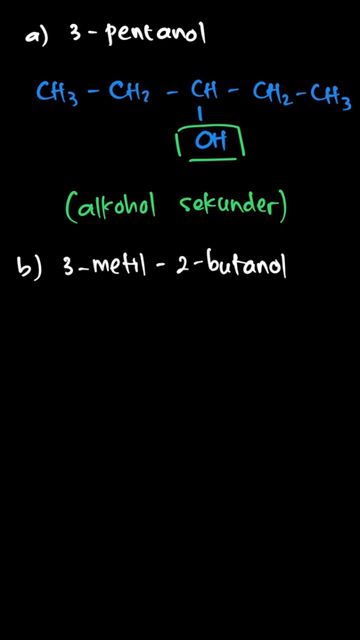 a) 3 - pentanol
CH3 - CH2 - CH - CH2 - CH3
OH
(alkohol sekunder)
b) 3 - metil - 2 - butanol